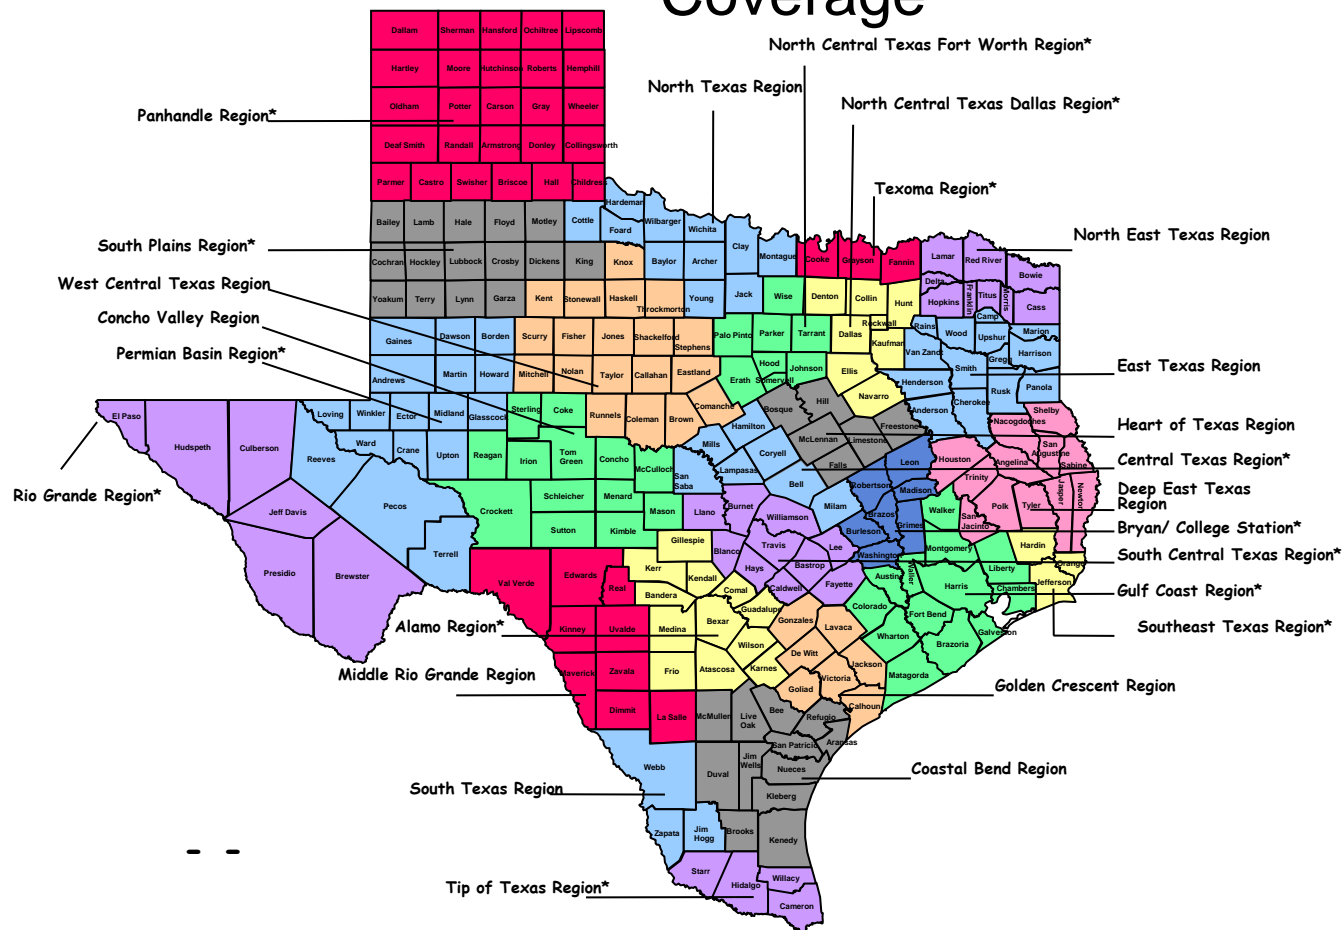 Coverage
North Central Texas Fort Worth Region*
North Texas Region
North Central Texas Dallas Region*
Panhandle Region*
Texoma Region*
South Plains Region*
North East Texas Region
West Central Texas Region
Concho Valley Region
Permian Basin Region*
East Texas Region
Heart of Texas Region
Central Texas Region*
Rio Grande Region*
Deep East Texas
Region
Bryan/ College Station*
South Central Texas Region*
Gulf Coast Region*
Alamo Region*
Southeast Texas Region*
Middle Rio Grande Region
Golden Crescent Region
Coastal Bend Region
South Texas Region
Tip of Texas Region*
Dallam Sherman Hansford Ochiltree Lipscomb
Hartley Moore Hutchinson Roberts Hemphill
Oldham Potter Carson Gray Wheeler
Deaf Smith Randall Armstrong Donley Collingsworth
Parmer Castro Swisher Briscoe Hall Childress
Hardeman
Bailey Lamb Hale Floyd Motley Cottle Foard Wilbarger Wichita
Clay Montague Cooke Grayson Fannin Lamar Red River Bowie
Cochran Hockley Lubbock Crosby Dickens King Knox Baylor Archer
Delta Hopkins Franklin Titus Morris Cass
Yoakum Terry Lynn Garza Kent Stonewall Haskell Throckmorton Young Jack Wise Denton Collin Hunt
Camp
Gaines Dawson Borden Scurry Fisher Jones Shackelford Stephens Palo Pinto Parker Tarrant Dallas Rockwall Kaufman Rains Wood Upshur Marion
Van Zandt Smith Gregg Harrison
Andrews Martin Howard Mitchell Nolan Taylor Callahan Eastland Erath Hood Somervell Johnson Ellis Henderson Rusk Panola
Navarro Anderson Cherokee Shelby
El Paso Hudspeth Culberson Loving Winkler Ector Midland Glasscock Sterling Coke Runnels Coleman Brown Comanche Bosque Hill Freestone Nacogdoches
Hamilton McLennan Limestone
Reeves Ward Crane Upton Reagan Irion Tom
Green Concho McCulloch Mills Coryell Falls Leon Houston Angelina San
Augustine Sabine
San
Saba Lampasas Bell Robertson Madison Trinity Jasper Newton
Jeff Davis Pecos Crockett Schleicher Menard Mason Llano Burnet Williamson Milam Brazos Grimes Walker San
Jacinto Polk Tyler
Terrell Sutton Kimble Gillespie Blanco Travis Lee Burleson Washington Montgomery Hardin
Presidio Brewster Val Verde Edwards Real Kerr Kendall Hays Bastrop Austin Waller Liberty Orange
Bandera Comal Caldwell Fayette Harris Chambers Jefferson
Kinney Uvalde Medina Bexar Guadalupe Gonzales Lavaca Colorado Fort Bend Galveston
Wilson De Witt Wharton Brazoria
Maverick Zavala Frio Atascosa Karnes Goliad Victoria Jackson Matagorda
Dimmit La Salle McMullen Live
Oak Bee Refugio Calhoun
Webb Duval Jim
Wells San Patricio Aransas
Nueces
Kleberg
Zapata Jim
Hogg Brooks Kenedy
Starr Hidalgo Willacy
Cameron
- -